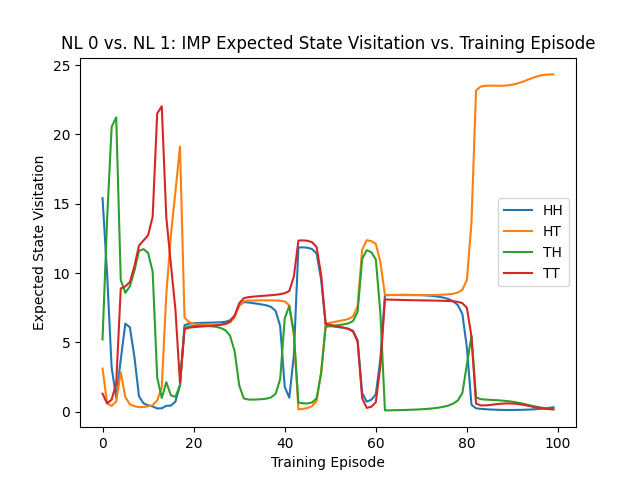 NL 0 vs. NL 1: IMP Expected State Visitation vs. Training Episode
Expected State Visitation
25
20
15
10
5
0
HH
HT
TH
TT
0 20 40 60 80 100
Training Episode